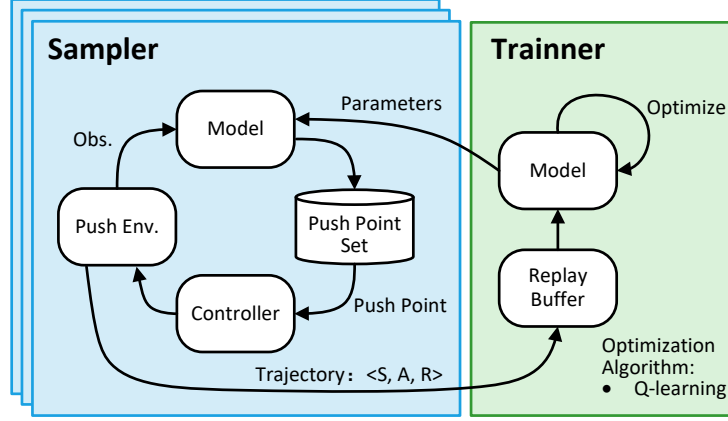 Sampler
Trainner
Parameters
Optimize
Model
Obs.
Model
Push Env.
Push Point
Set
Replay
Buffer
Controller
Push Point
Trajectory：<S, A, R>
Optimization
Algorithm:
• Q-learning